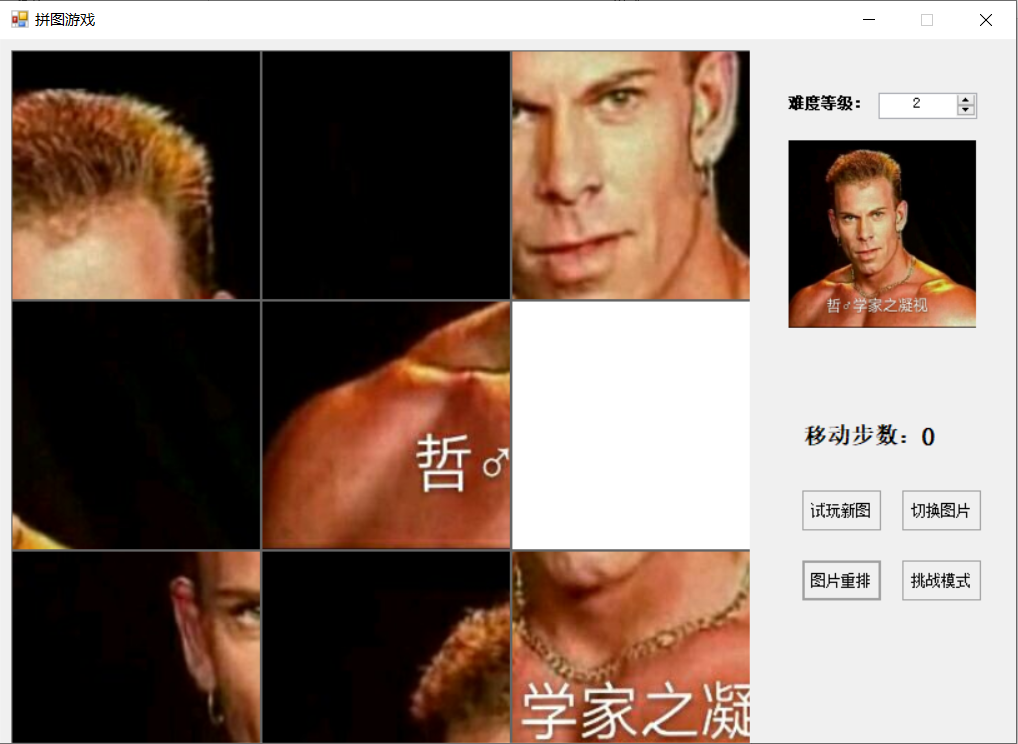 拼图游戏
难度等级： 2
哲♂学家之凝视
移动步数：0
试玩新图 切换图片
图片重排 挑战模式
哲♂
学家之凝